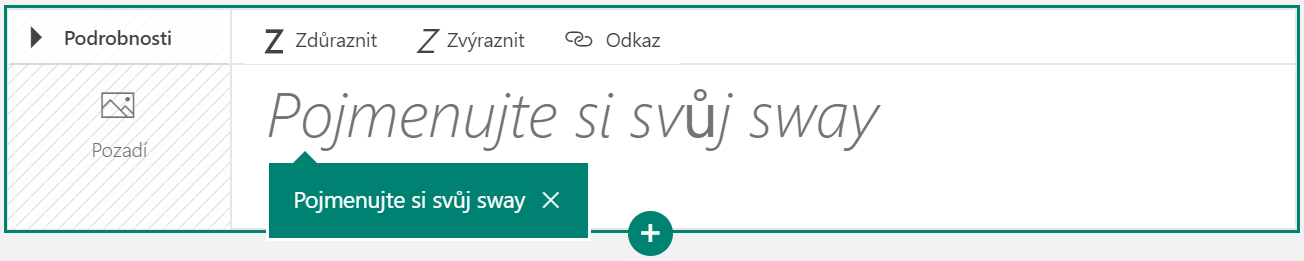 Podrobnosti
Z Zdůraznit Z Zvýraznit Odkaz
Pozadí
Pojmenujte si svůj sway
Pojmenujte si svůj sway